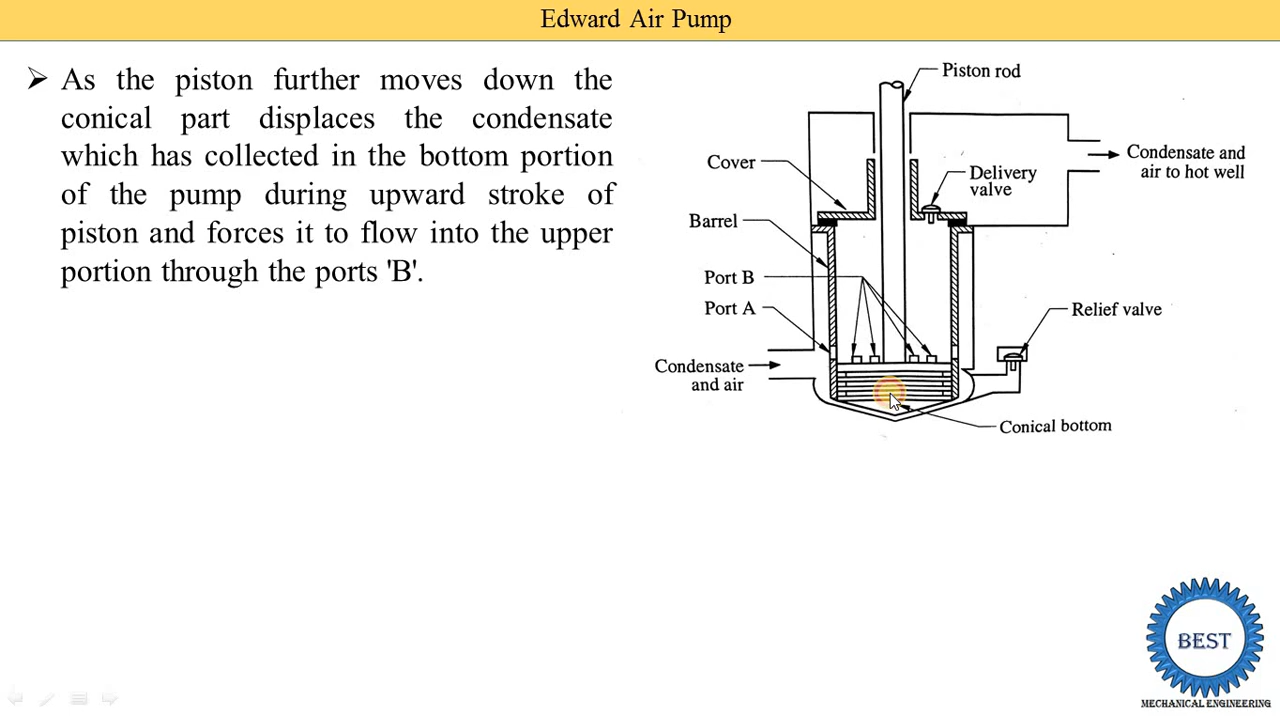 Edward Air Pump
➢ As the piston further moves down the
conical part displaces the condensate
which has collected in the bottom portion
of the pump during upward stroke of
piston and forces it to flow into the upper
portion through the ports 'B'.
Piston rod
Cover
Delivery
valve
Condensate and
air to hot well
Barrel
Port B
Port A
Relief valve
Condensate
and air
Conical bottom
BEST
MECHANICAL ENGINEERING